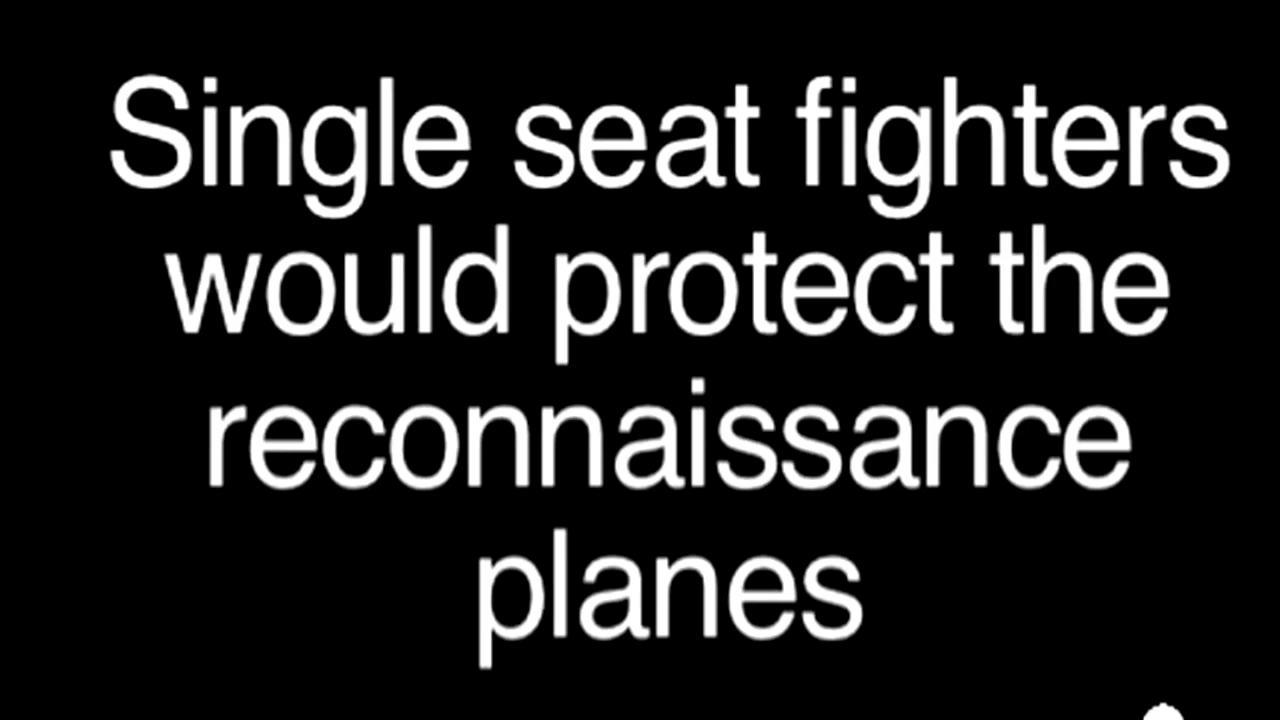 Single seat fighters
would protect the
reconnaissance
planes